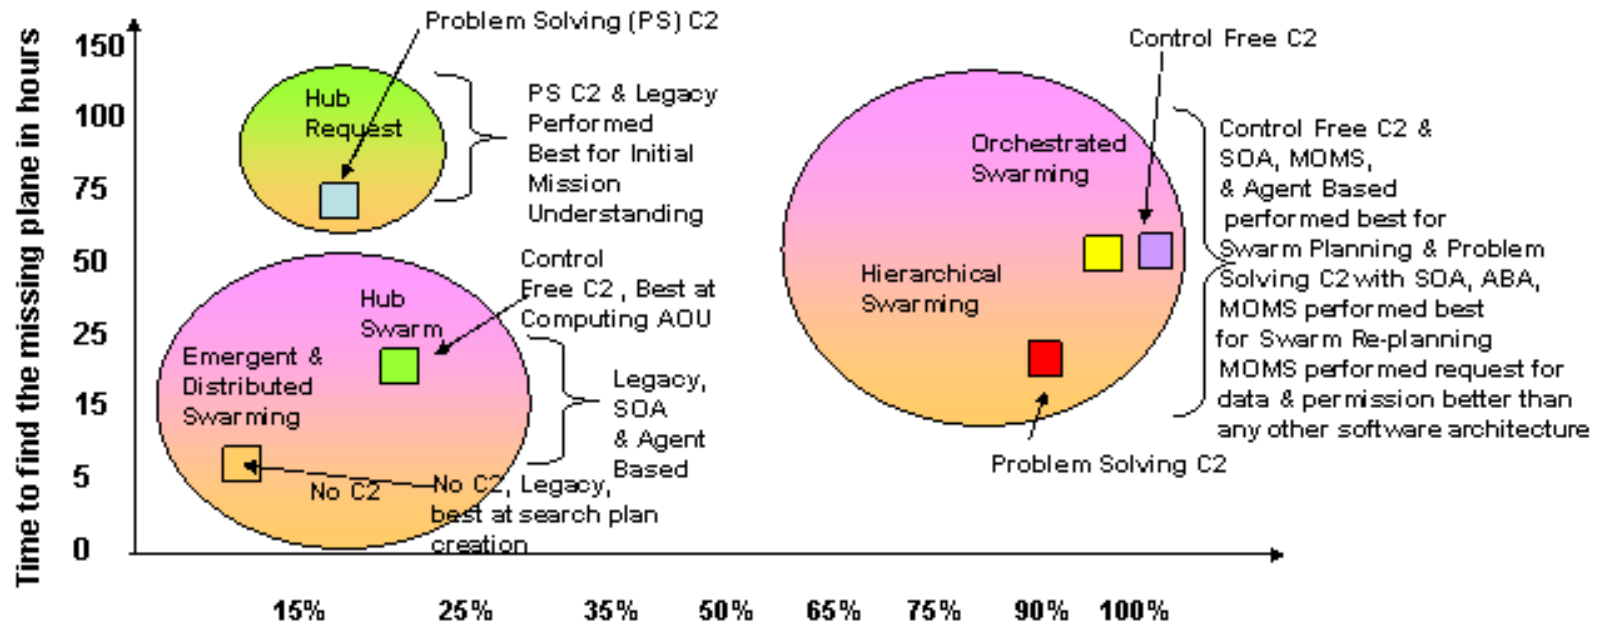 Time to find the missing plane in hours
150
100
75
50
25
15
5
0
Problem Solving (PS) C2
Hub
Request
PS C2 & Legacy
Performed
Best for Initial
Mission
Understanding
Control
Free C2 , Best at
Computing AOU
Hub
Swarm
Emergent &
Distributed
Swarming
Legacy,
SOA
& Agent
Based
No C2
No C2, Legacy,
best at search plan
creation
Control Free C2
Orchestrated
Swarming
Hierarchical
Swarming
Problem Solving C2
Control Free C2 &
SOA, MOMS,
& Agent Based
performed best for
Swarm Planning & Problem
Solving C2 with SOA, ABA,
MOMS performed best
for Swarm Re-planning
MOMS performed request for
data & permission better than
any other software architecture
15% 25% 35% 50% 65% 75% 90% 100%